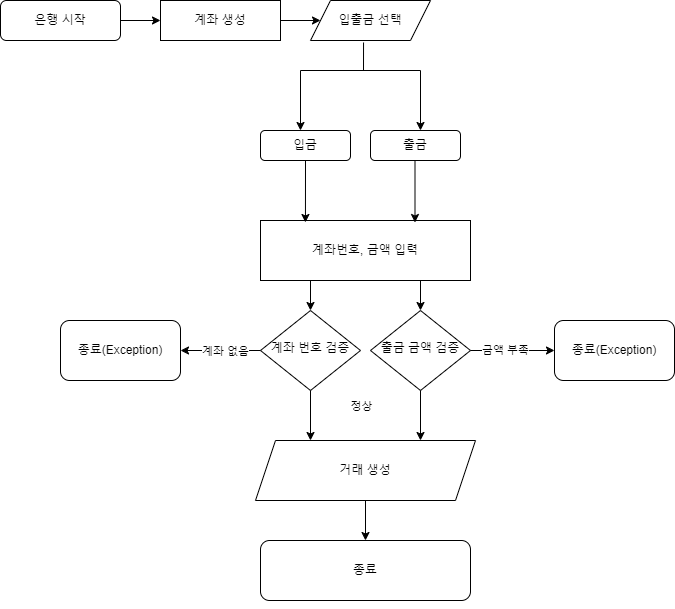 은행 시작
계좌 생성
입출금 선택
입금
출금
계좌번호, 금액 입력
종료(Exception)
계좌 없음
계좌 번호 검증
출금 금액 검증
금액 부족
종료(Exception)
정상
거래 생성
종료